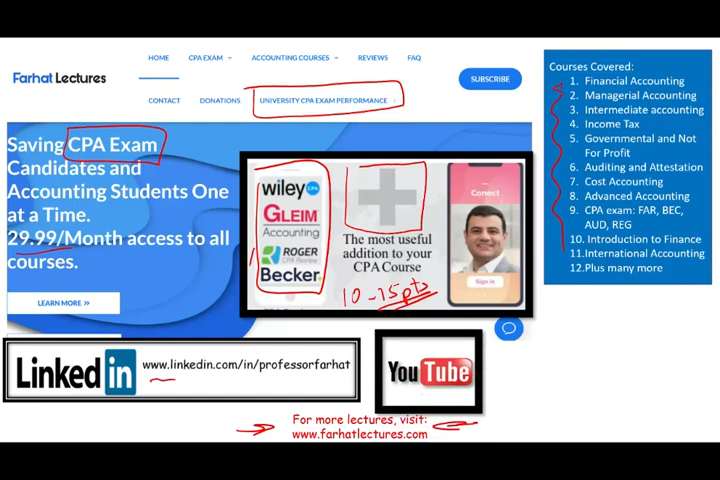 HOME
CPA EXAM
ACCOUNTING COURSES
REVIEWS
FAQ
Farhat Lectures
SUBSCRIBE
CONTACT
DONATIONS
UNIVERSITY CPA EXAM PERFORMANCE
Saving CPA Exam
Candidates and
Accounting Students One
at a Time.
29.99/Month access to all
courses.
LEARN MORE »
wiley CPA
GLEIM
Accounting
ROGER
CPA Review
Becker
The most useful
addition to your
CPA Course
10-15pts
Conect
Sign in
Courses Covered:
1. Financial Accounting
2. Managerial Accounting
3. Intermediate accounting
4. Income Tax
5. Governmental and Not
For Profit
6. Auditing and Attestation
7. Cost Accounting
8. Advanced Accounting
9. CPA exam: FAR, BEC,
AUD, REG
10. Introduction to Finance
11.International Accounting
12.Plus many more
Linked in
www.linkedin.com/in/professorfarhat
YouTube
For more lectures, visit:
www.farhatlectures.com